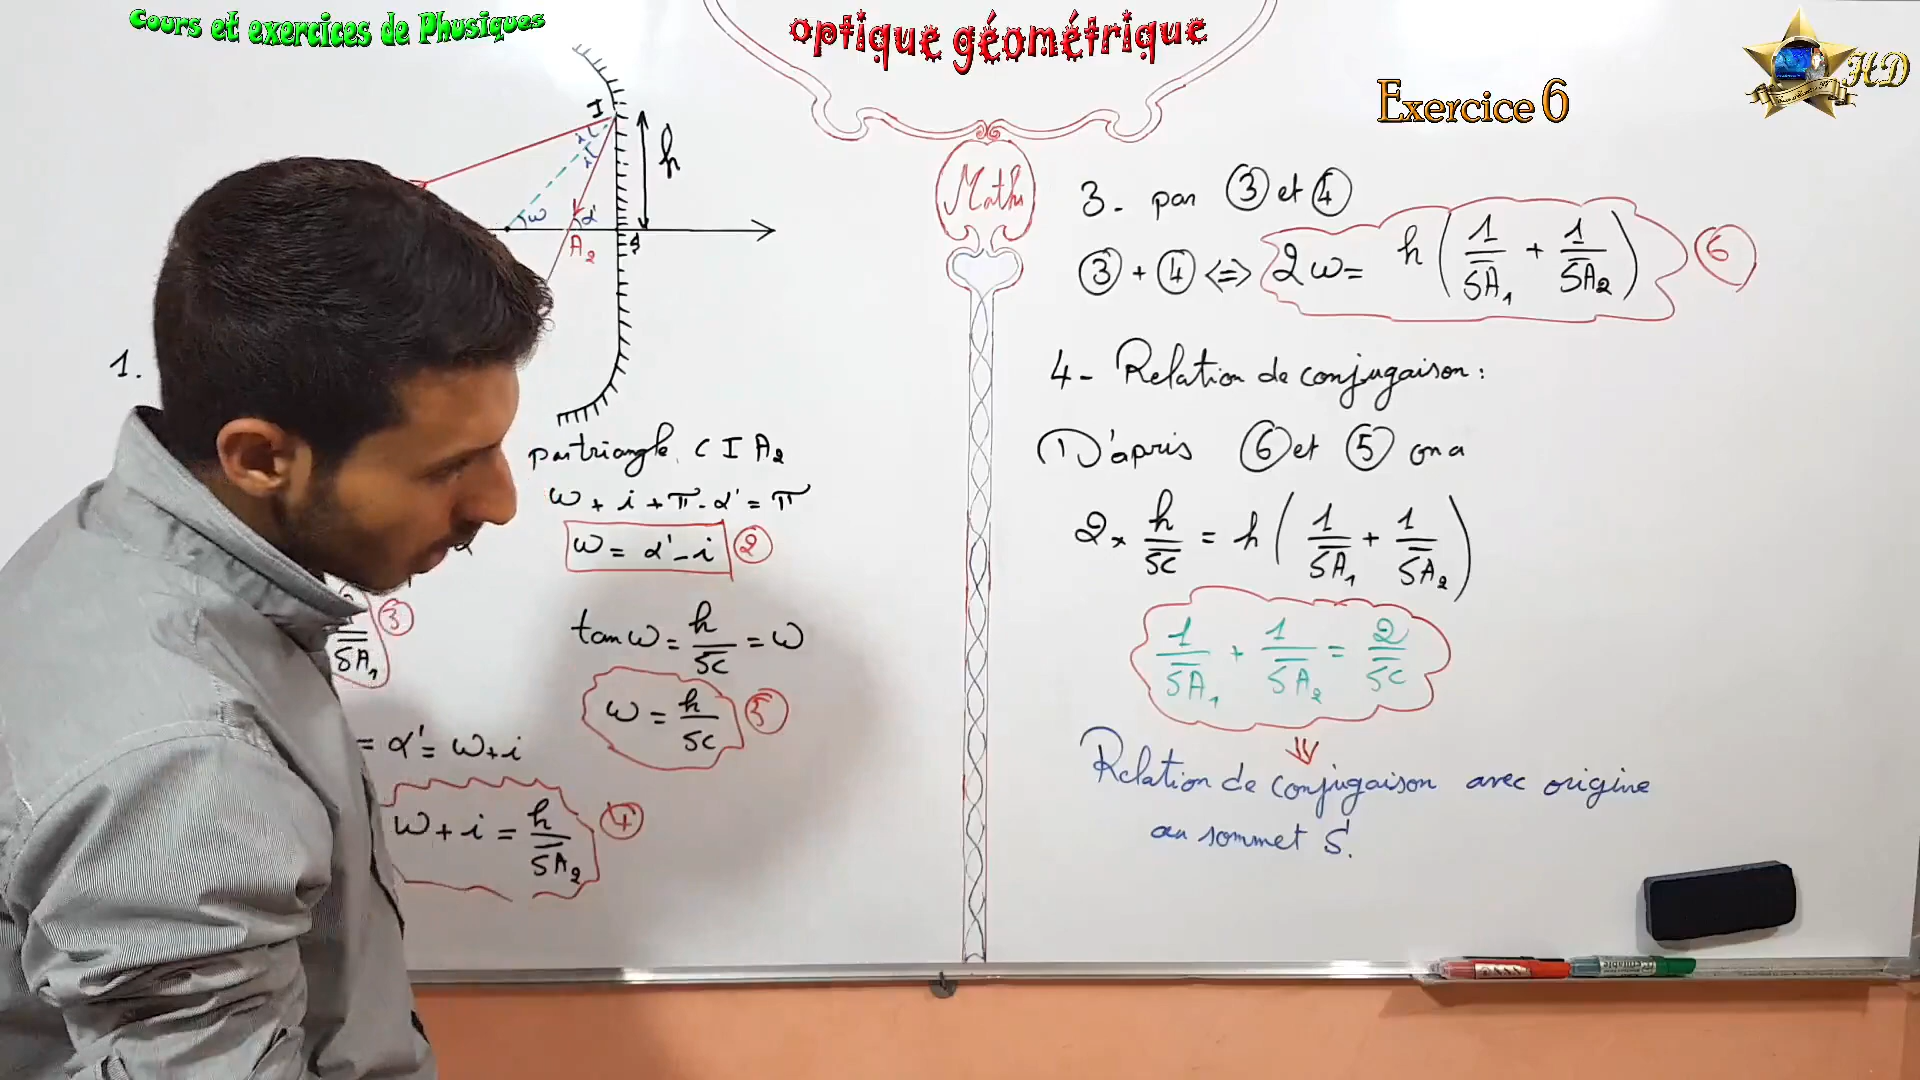 Cours et exercices de Physiques
optique géométrique
Exercice 6
HD
I
i
i
h
ω
α'
A₂
S
1.
par triangle C I A₂
ω + i + π - α' = π
ω = α' - i ②
③
SA₁
tan ω = h/SC = ω
ω = h/SC ⑤
= α' = ω + i
ω + i = h/SA₂ ④
Maths
3 - par ③ et ④
③ + ④ <=> 2ω = h (1/SA₁ + 1/SA₂) ⑥
4 - Relation de conjugaison :
D'àpris ⑥ et ⑤ on a
2 × h/SC = h (1/SA₁ + 1/SA₂)
1/SA₁ + 1/SA₂ = 2/SC
Relation de conjugaison avec origine
au sommet S.